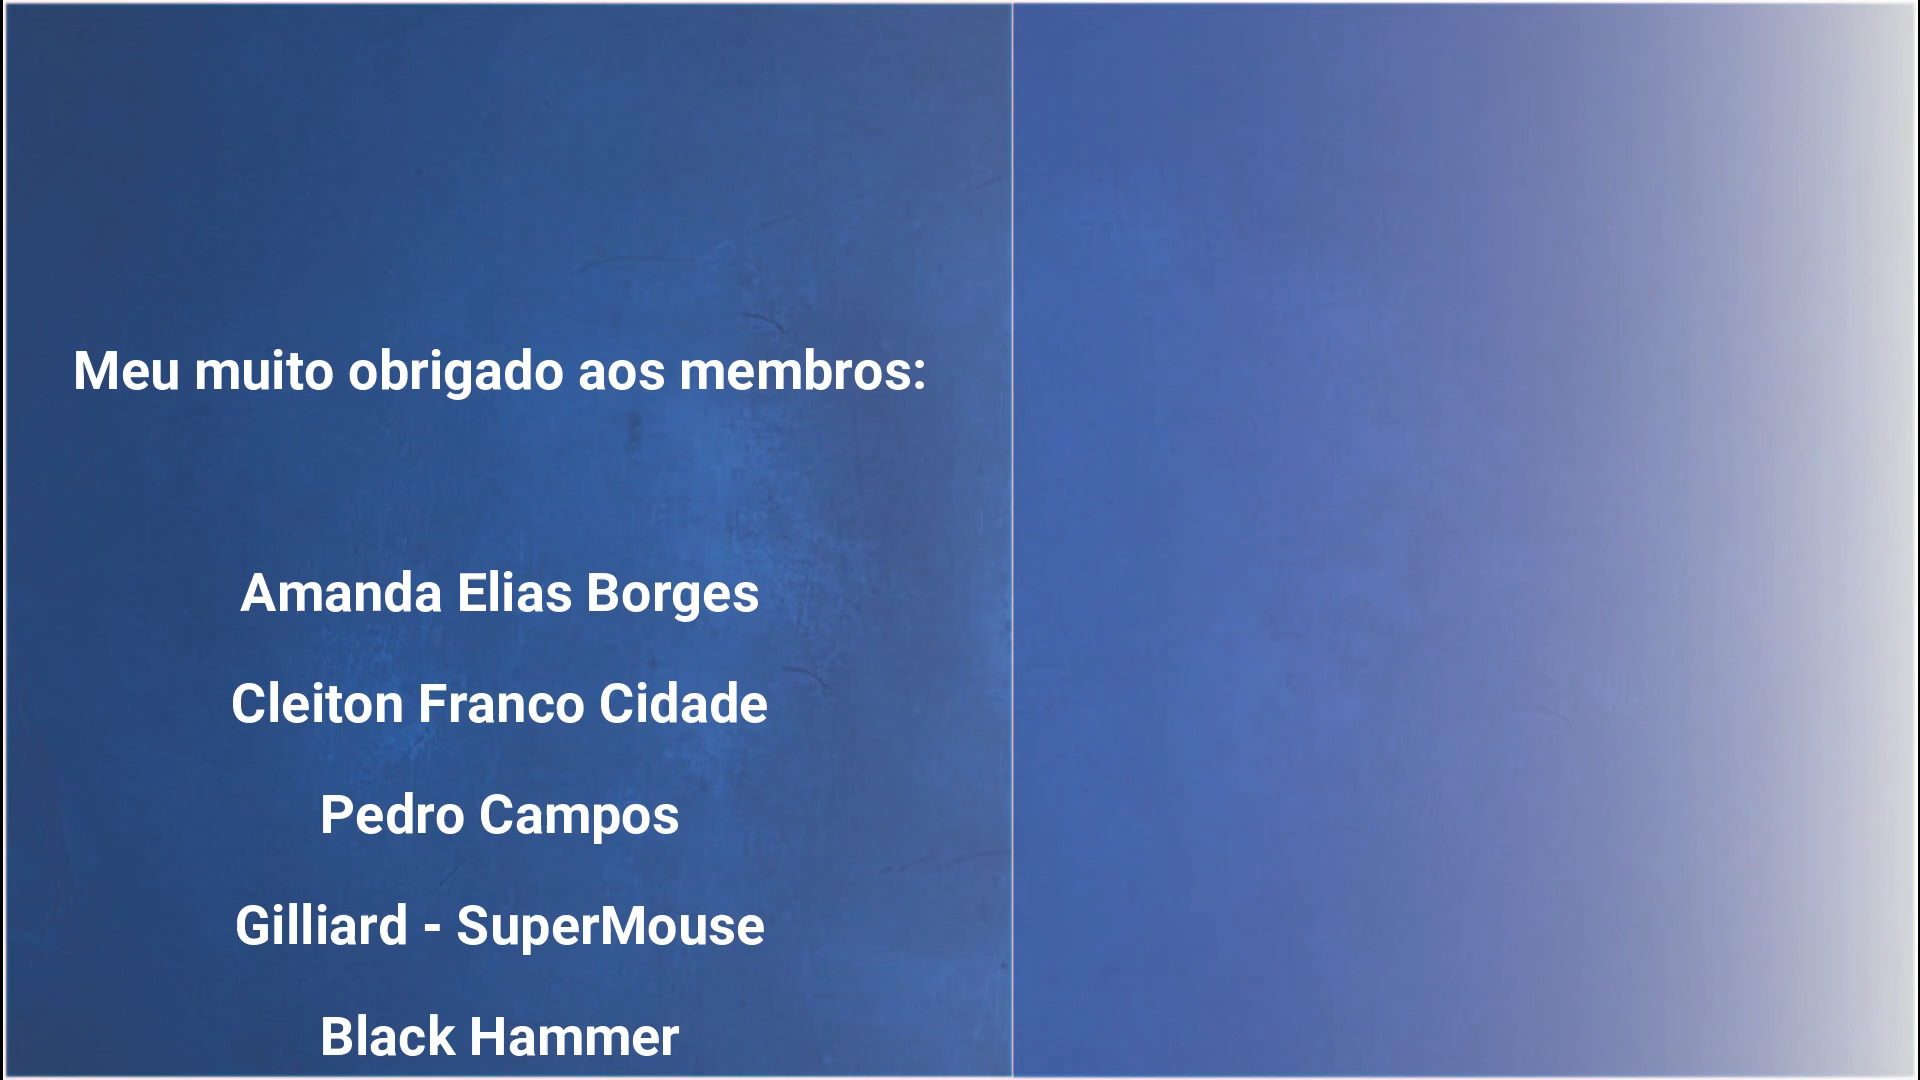 Meu muito obrigado aos membros:
Amanda Elias Borges
Cleiton Franco Cidade
Pedro Campos
Gilliard - SuperMouse
Black Hammer